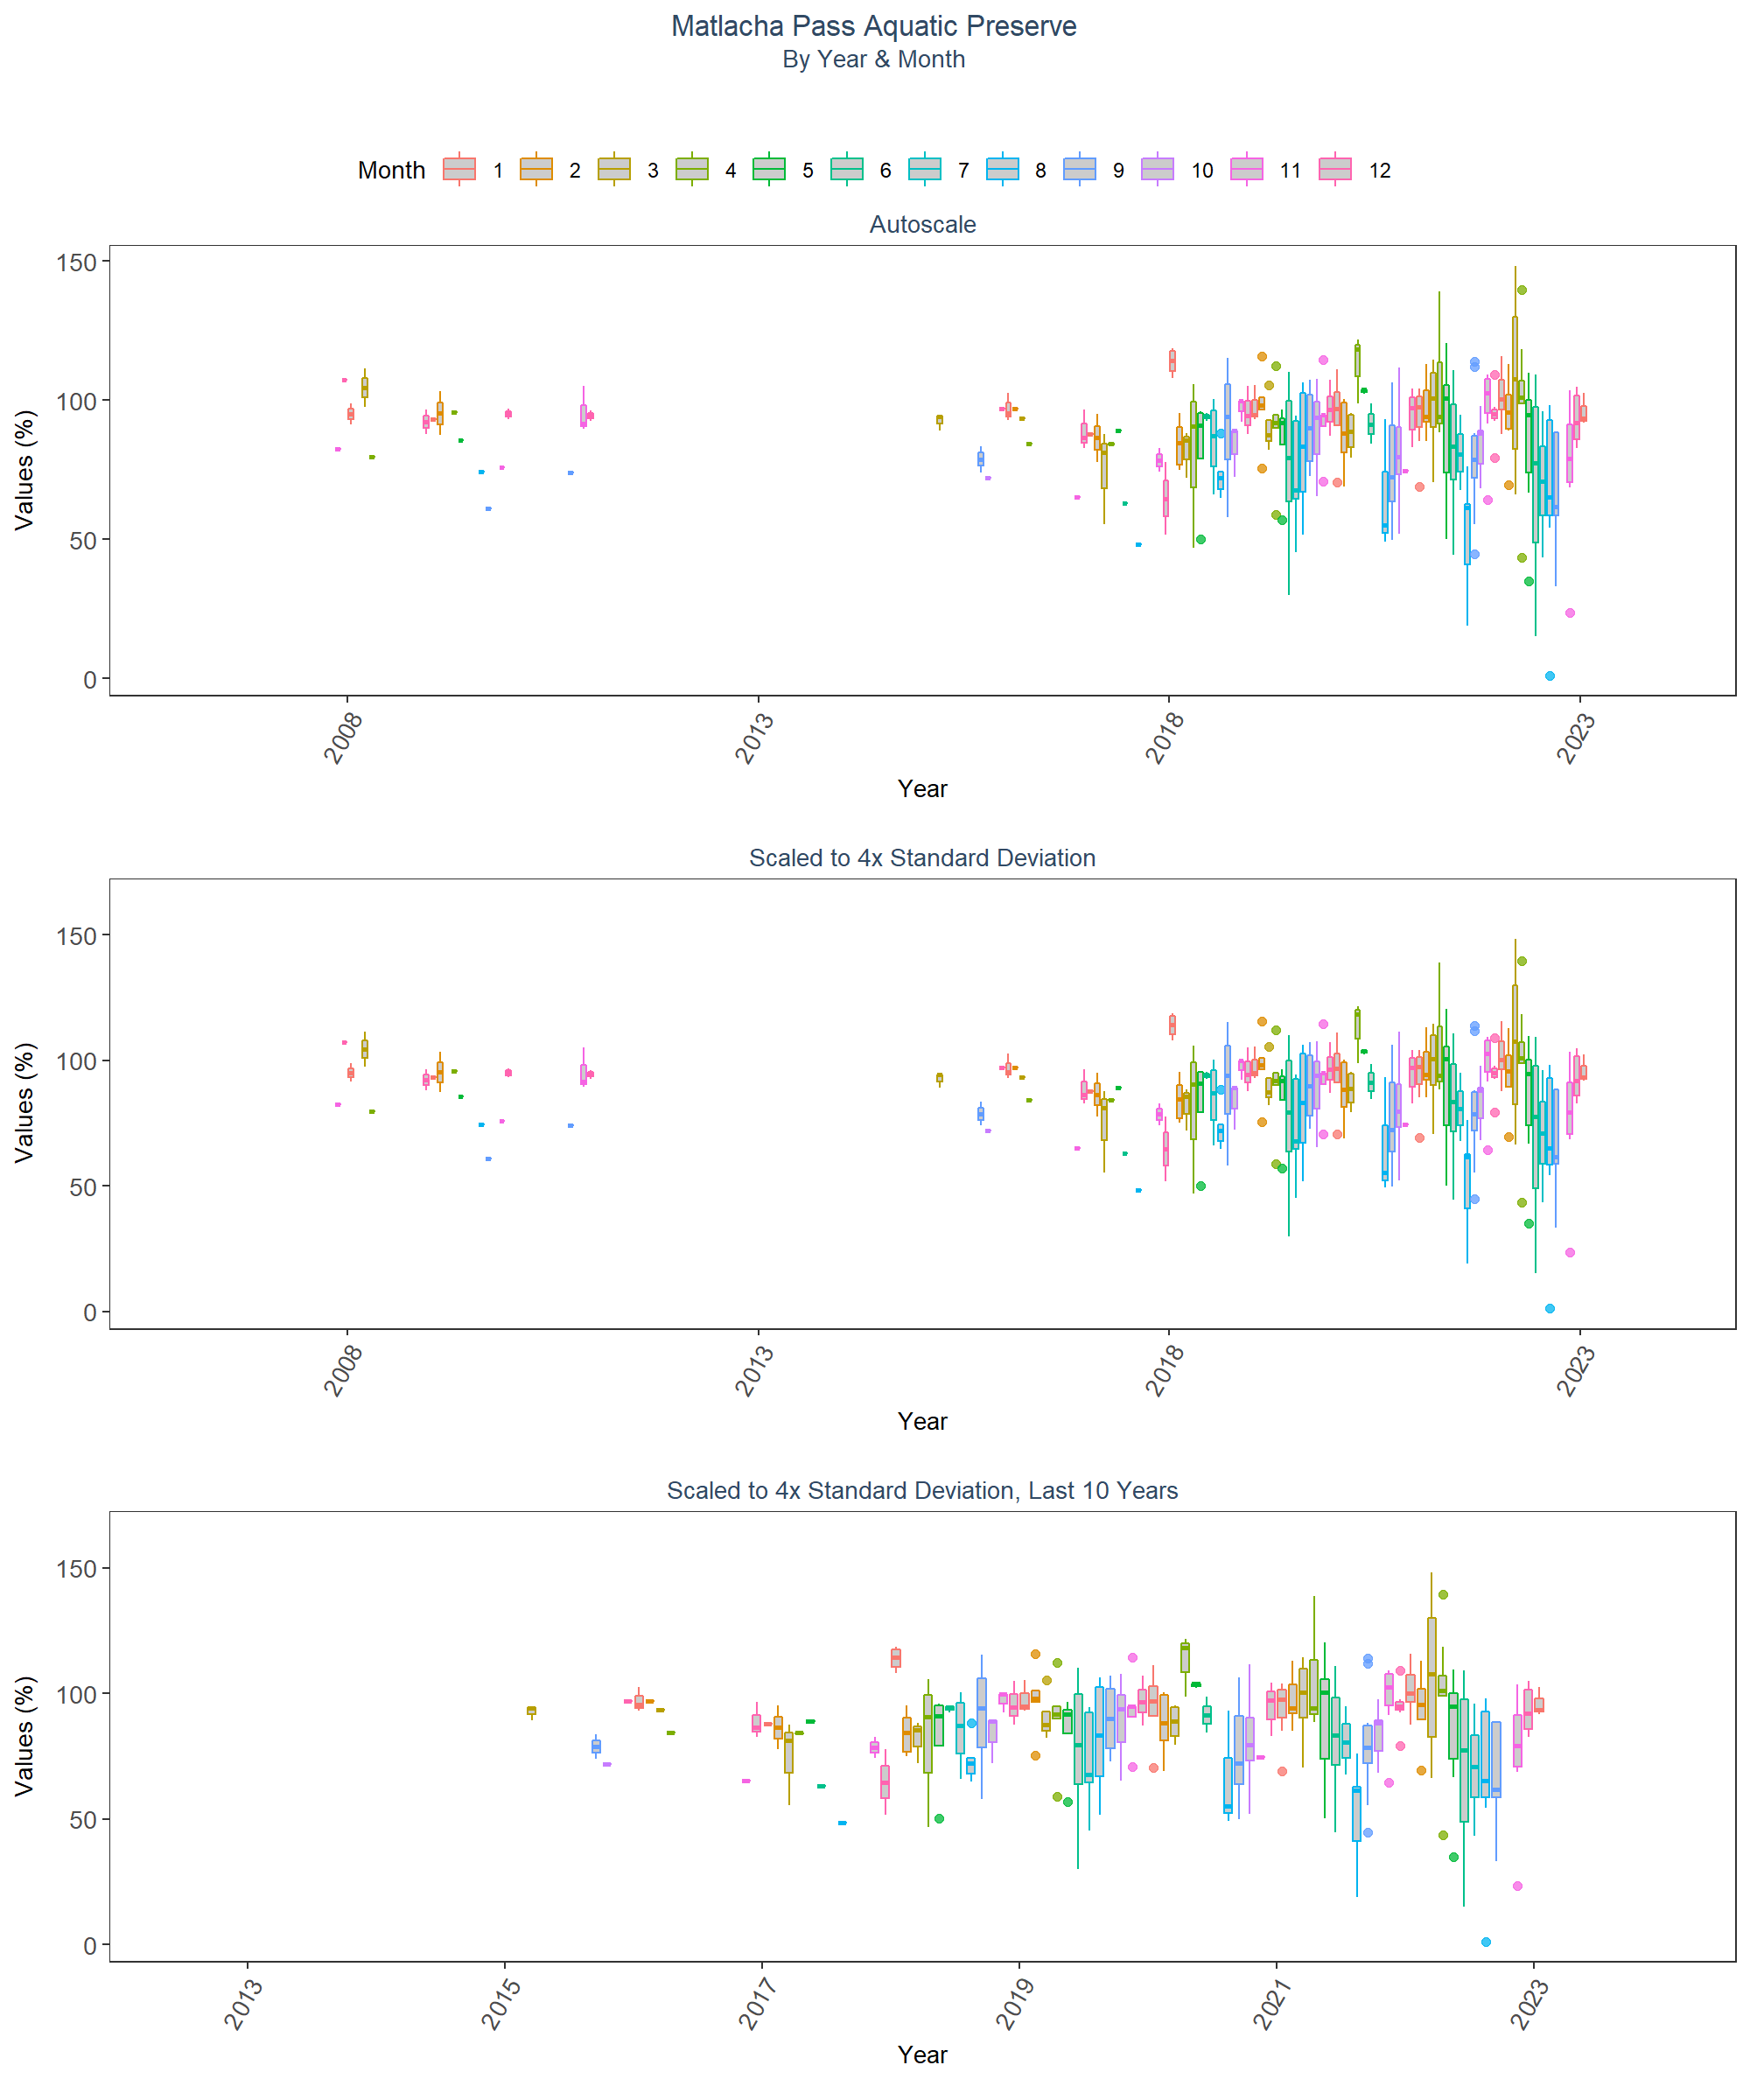 Matlacha Pass Aquatic Preserve
By Year & Month
Month 1 2 3 4 5 6 7 8 9 10 11 12
Autoscale
150
100
50
0
Values (%)
2008 2013 2018 2023
Year
Scaled to 4x Standard Deviation
150
100
50
0
Values (%)
2008 2013 2018 2023
Year
Scaled to 4x Standard Deviation, Last 10 Years
150
100
50
0
Values (%)
2013 2015 2017 2019 2021 2023
Year